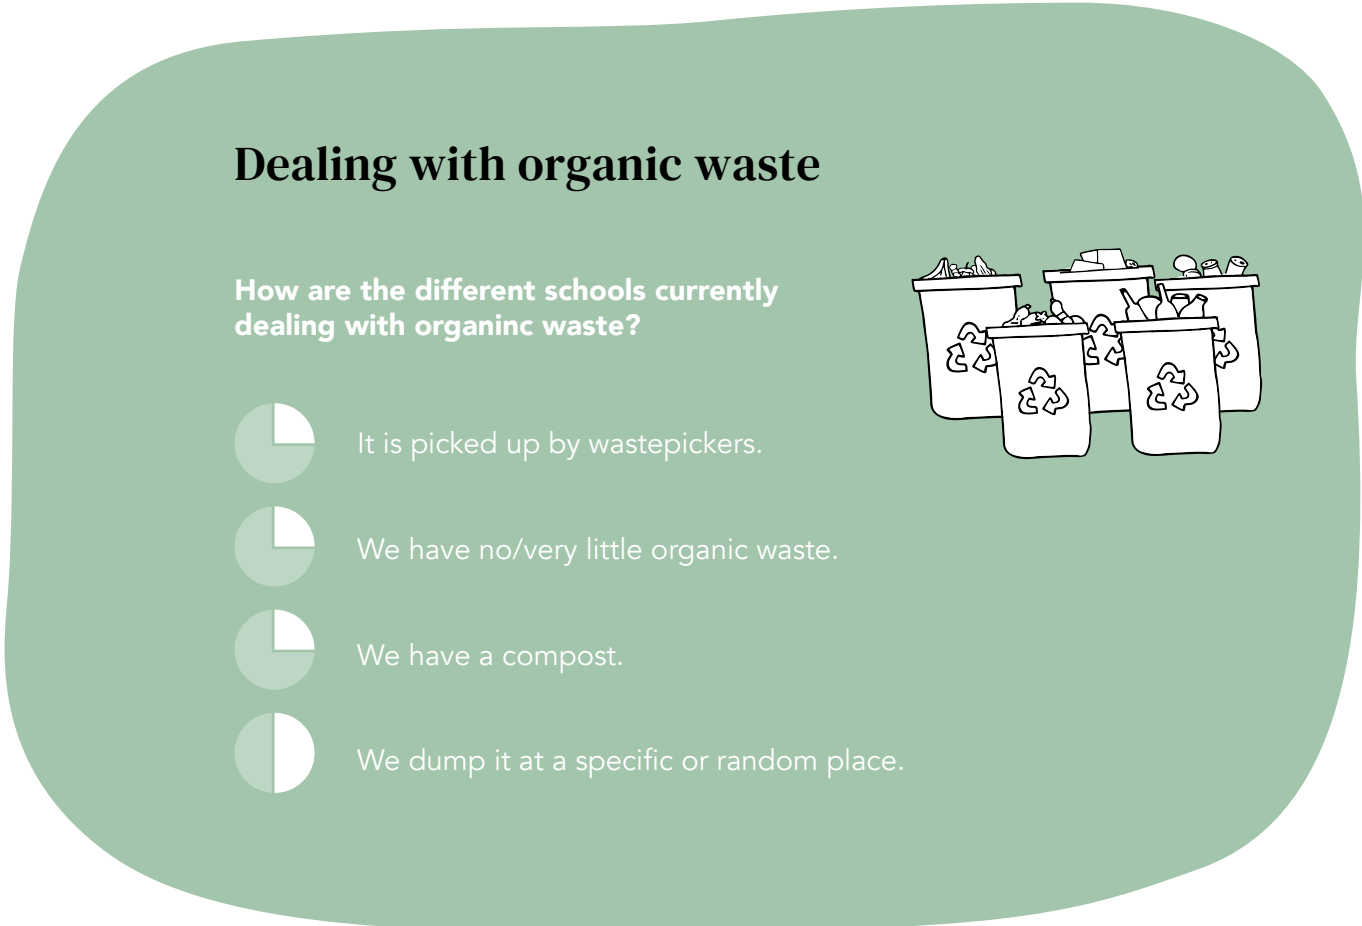 Dealing with organic waste
How are the different schools currently
dealing with organinc waste?
It is picked up by wastepickers.
We have no/very little organic waste.
We have a compost.
We dump it at a specific or random place.